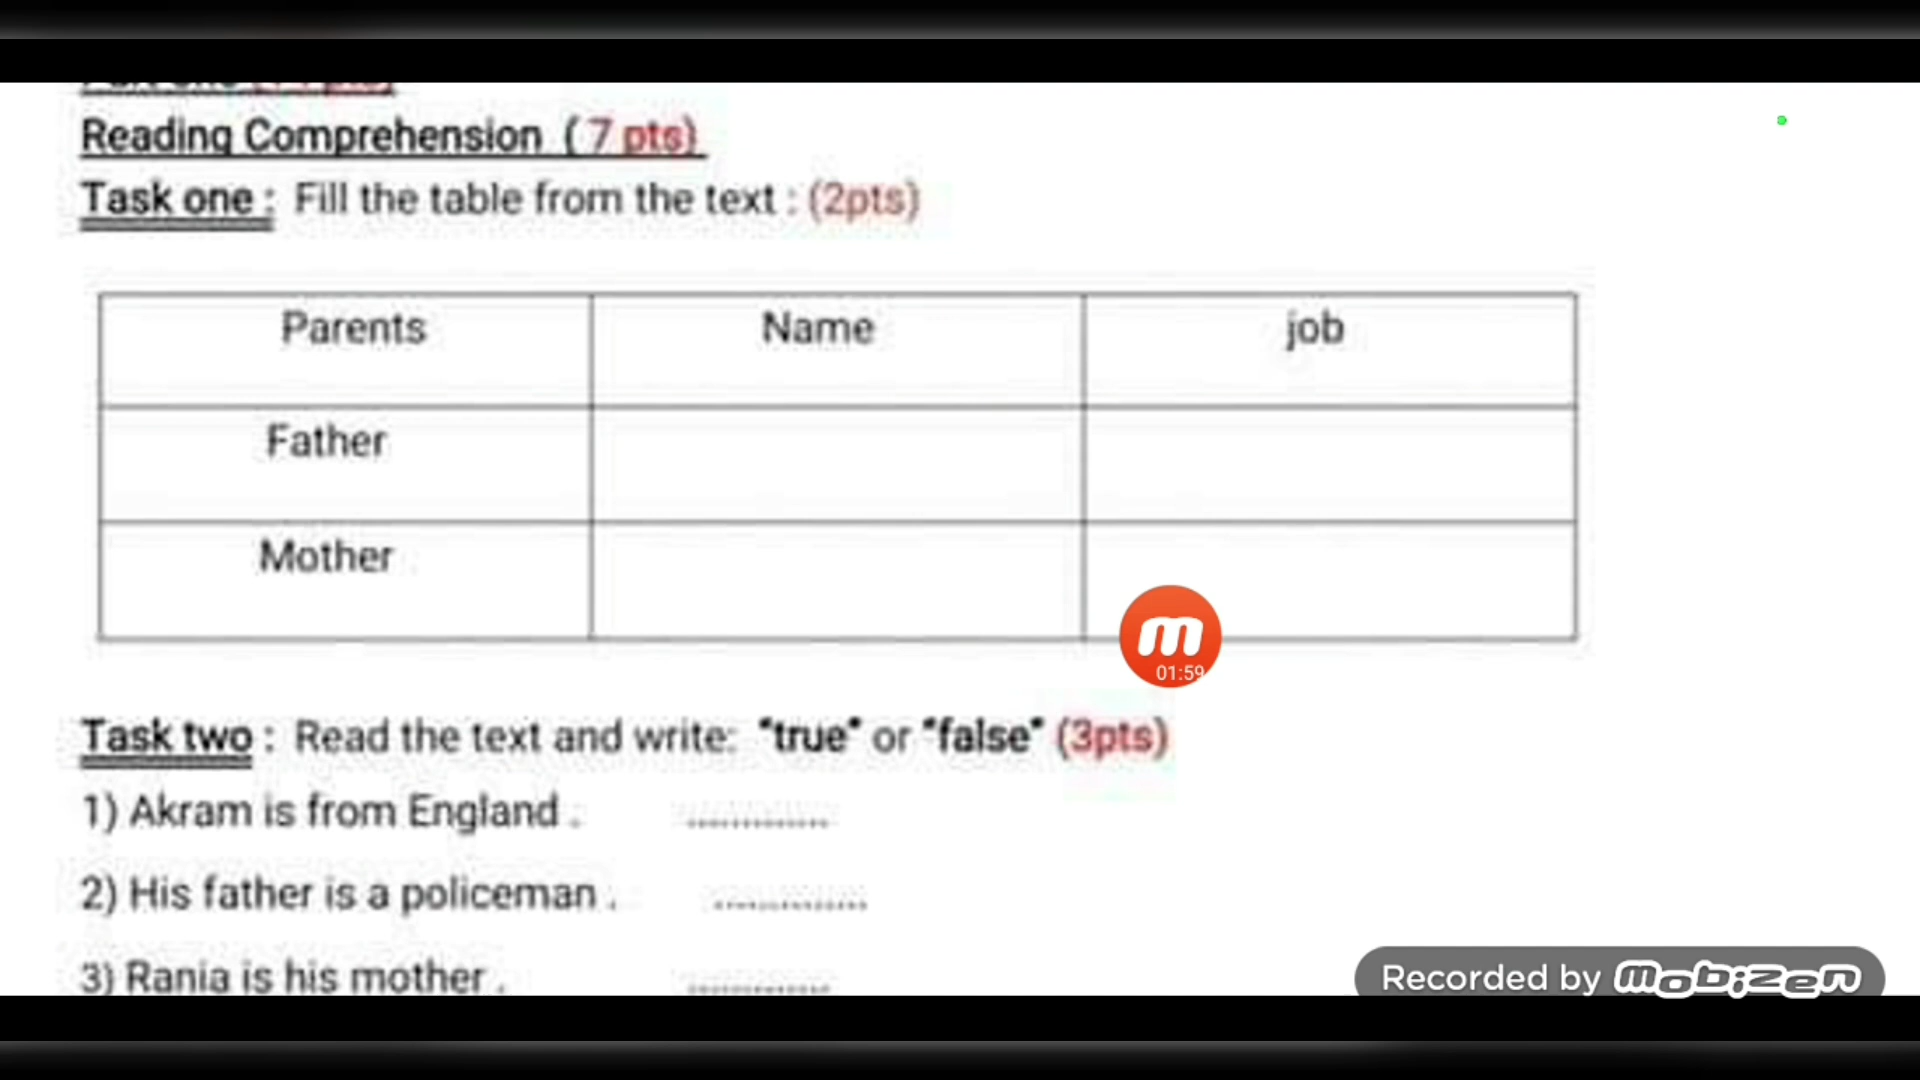 Reading Comprehension ( 7 pts)
Task one : Fill the table from the text : (2pts)
Parents Name job
Father
Mother
m
01:59
Task two : Read the text and write: “true” or “false” (3pts)
1) Akram is from England . ..............
2) His father is a policeman . ..............
3) Rania is his mother . ..............
Recorded by mobizen